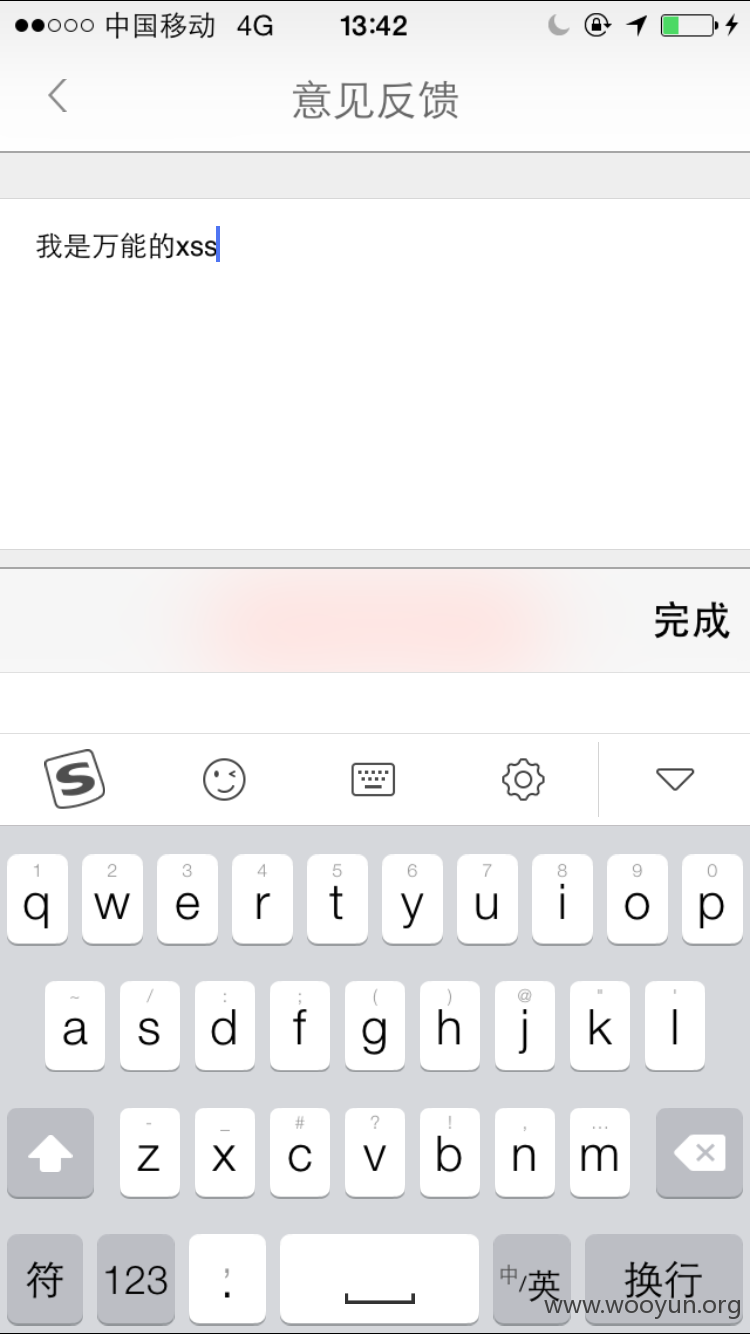 中国移动 4G 13:42
意见反馈
我是万能的xss
完成
S
1 2 3 4 5 6 7 8 9 0
q w e r t y u i o p
~ / : ; ( ) @ " '
a s d f g h j k l
- _ # ? ! , ...
z x c v b n m
符 123 , . 中/英 换行
www.wooyun.org